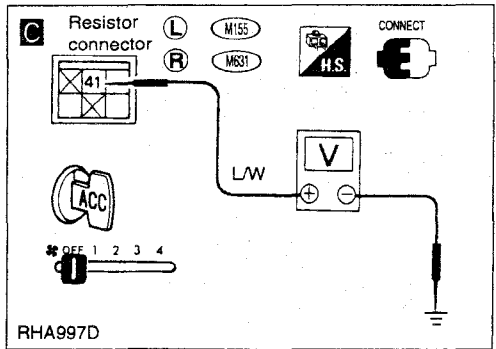 C Resistor connector L M155 R M631 H.S. CONNECT
41
L/W
V
+ −
ACC
OFF 1 2 3 4
RHA997D